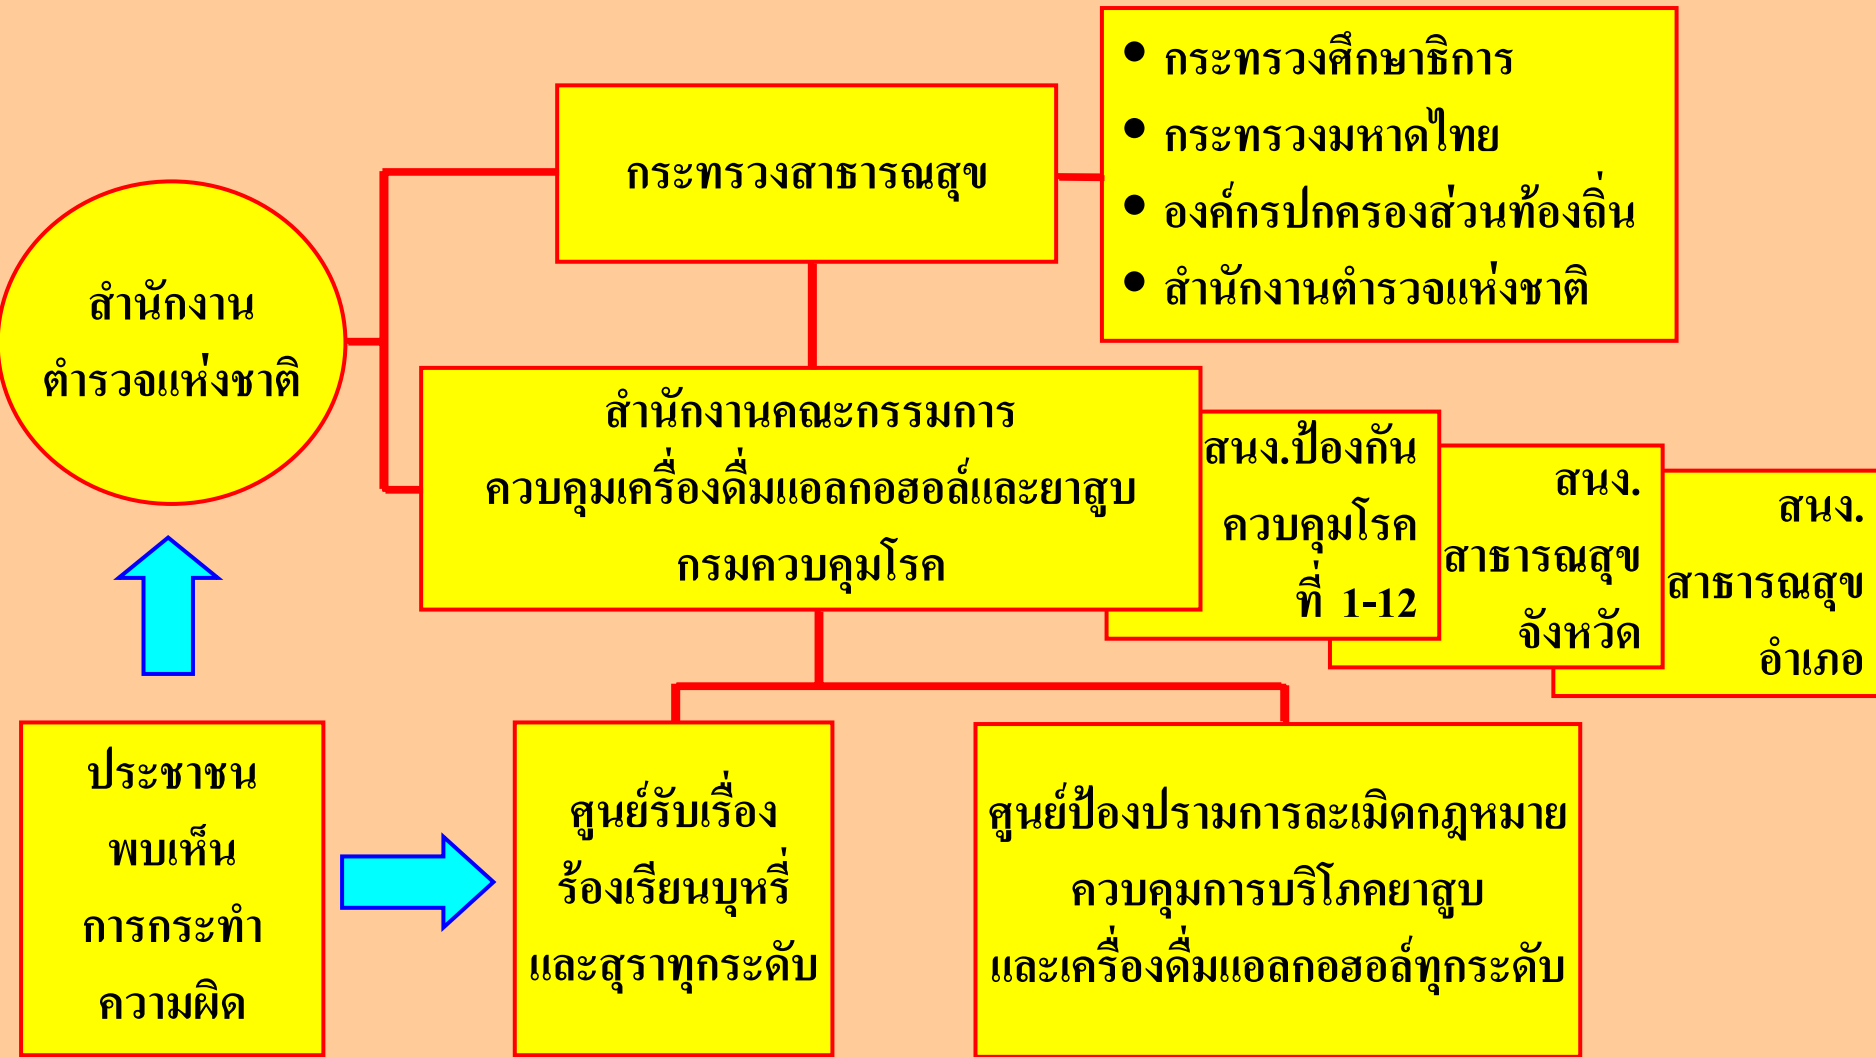 • กระทรวงศึกษาธิการ
• กระทรวงมหาดไทย
• องค์กรปกครองส่วนท้องถิ่น
• สำนักงานตำรวจแห่งชาติ
กระทรวงสาธารณสุข
สำนักงาน
ตำรวจแห่งชาติ
สำนักงานคณะกรรมการ
ควบคุมเครื่องดื่มแอลกอฮอล์และยาสูบ
กรมควบคุมโรค
สนง.ป้องกัน
ควบคุมโรค
ที่ 1-12
สนง.
สาธารณสุข
จังหวัด
สนง.
สาธารณสุข
อำเภอ
ประชาชน
พบเห็น
การกระทำ
ความผิด
ศูนย์รับเรื่อง
ร้องเรียนบุหรี่
และสุราทุกระดับ
ศูนย์ป้องปรามการละเมิดกฎหมาย
ควบคุมการบริโภคยาสูบ
และเครื่องดื่มแอลกอฮอล์ทุกระดับ